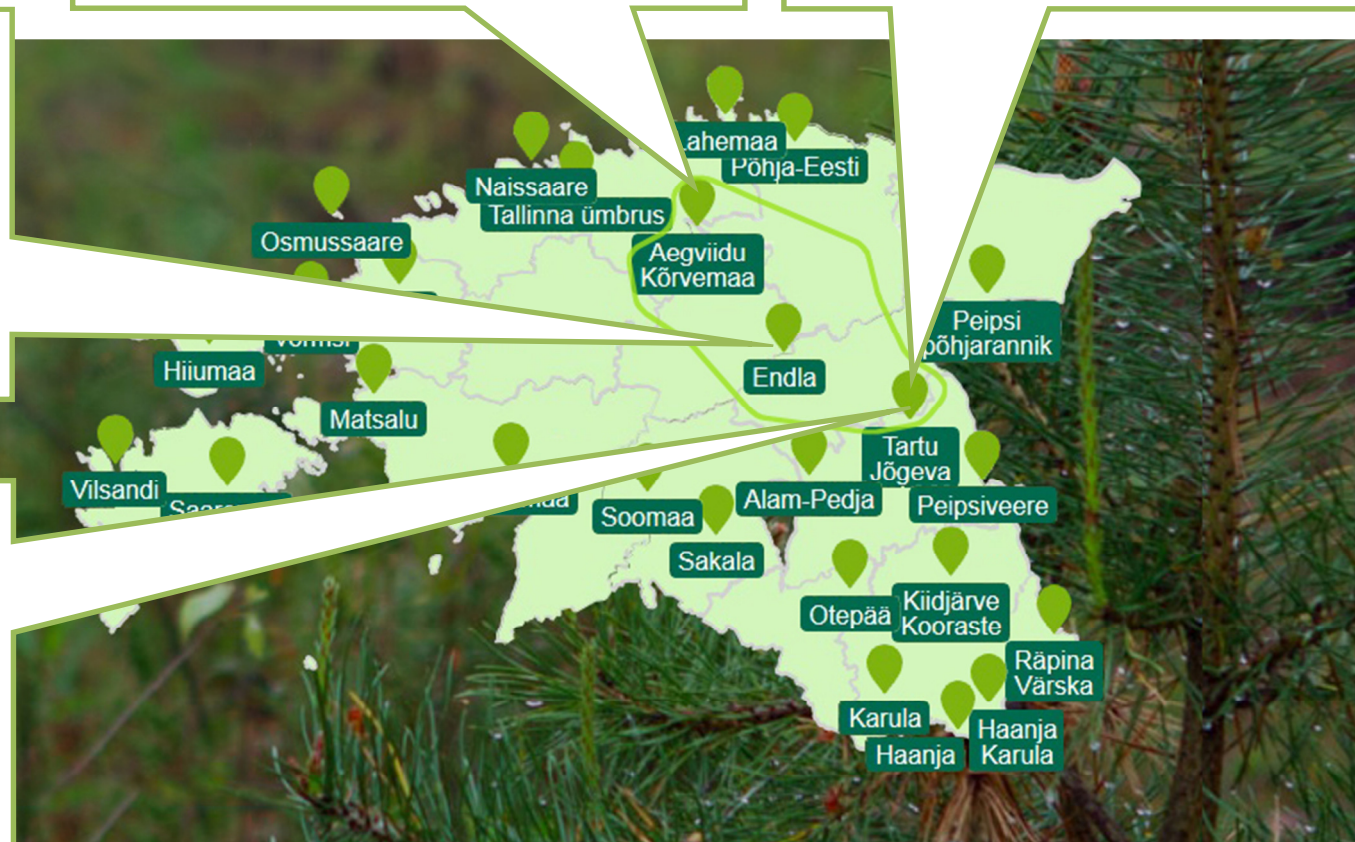 Lahemaa
Põhja-Eesti
Naissaare
Tallinna ümbrus
Osmussaare
Aegviidu
Kõrvemaa
Peipsi
põhjarannik
Vormsi
Hiiumaa
Endla
Matsalu
Tartu
Jõgeva
Vilsandi
Alam-Pedja
Peipsiveere
Soomaa
Sakala
Otepää
Kiidjärve
Kooraste
Räpina
Värska
Karula
Haanja
Karula
Haanja